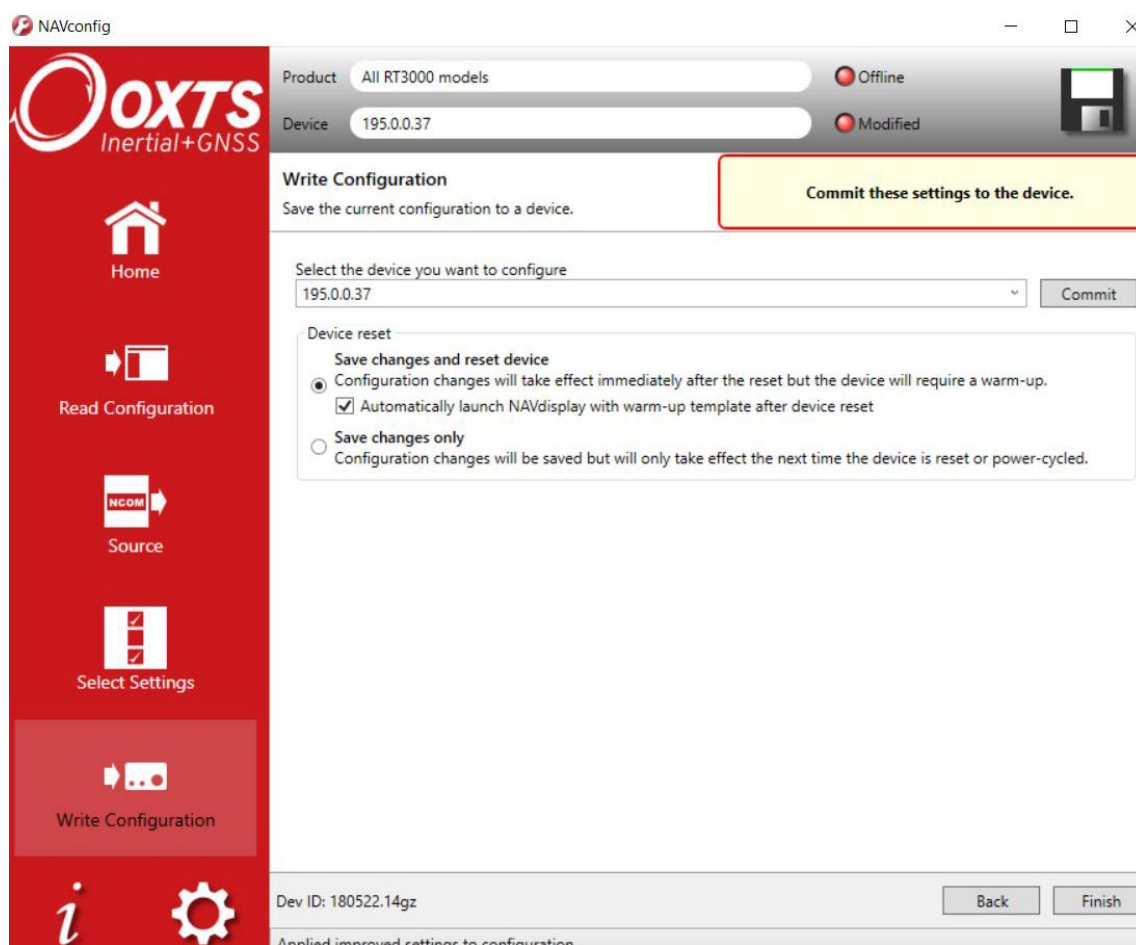 NAVconfig
OXTS
Inertial+GNSS
Product
All RT3000 models
Offline
Device
195.0.0.37
Modified
Write Configuration
Save the current configuration to a device.
Commit these settings to the device.
Home
Read Configuration
NCOM
Source
Select Settings
Write Configuration
Select the device you want to configure
195.0.0.37
Commit
Device reset
Save changes and reset device
Configuration changes will take effect immediately after the reset but the device will require a warm-up.
Automatically launch NAVdisplay with warm-up template after device reset
Save changes only
Configuration changes will be saved but will only take effect the next time the device is reset or power-cycled.
i
Dev ID: 180522.14gz
Back
Finish
Applied improved settings to configuration